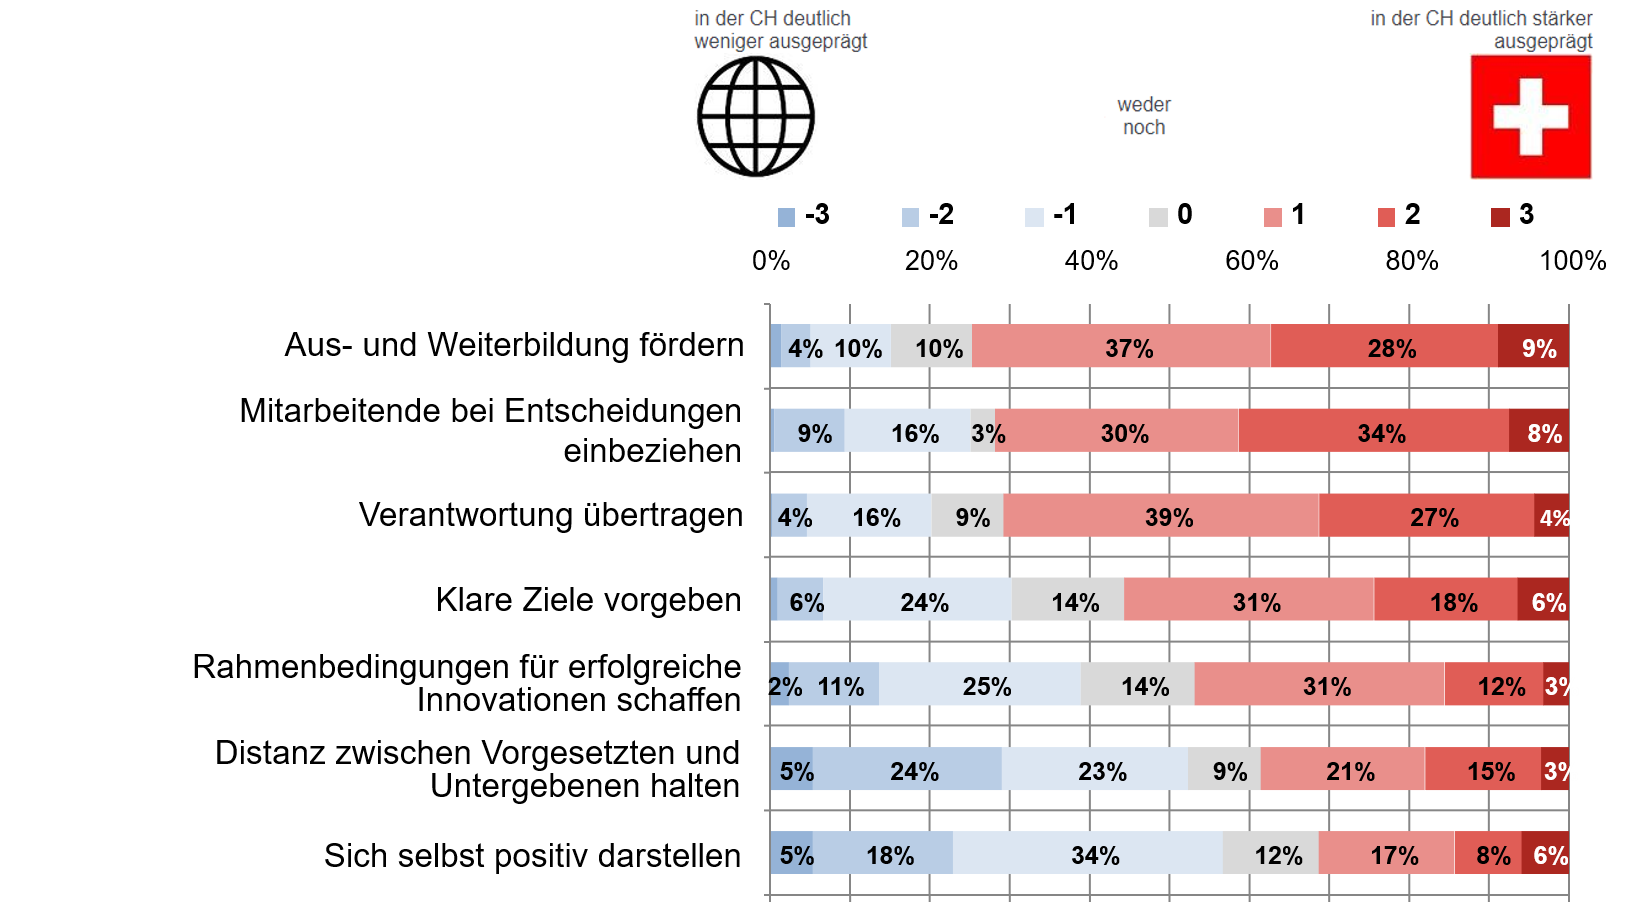 in der CH deutlich
weniger ausgeprägt
in der CH deutlich stärker
ausgeprägt
weder
noch
-3 -2 -1 0 1 2 3
0% 20% 40% 60% 80% 100%
Aus- und Weiterbildung fördern 4% 10% 10% 37% 28% 9%
Mitarbeitende bei Entscheidungen
einbeziehen
9% 16% 3% 30% 34% 8%
Verantwortung übertragen 4% 16% 9% 39% 27% 4%
Klare Ziele vorgeben 6% 24% 14% 31% 18% 6%
Rahmenbedingungen für erfolgreiche
Innovationen schaffen
2% 11% 25% 14% 31% 12% 3%
Distanz zwischen Vorgesetzten und
Untergebenen halten
5% 24% 23% 9% 21% 15% 3%
Sich selbst positiv darstellen 5% 18% 34% 12% 17% 8% 6%